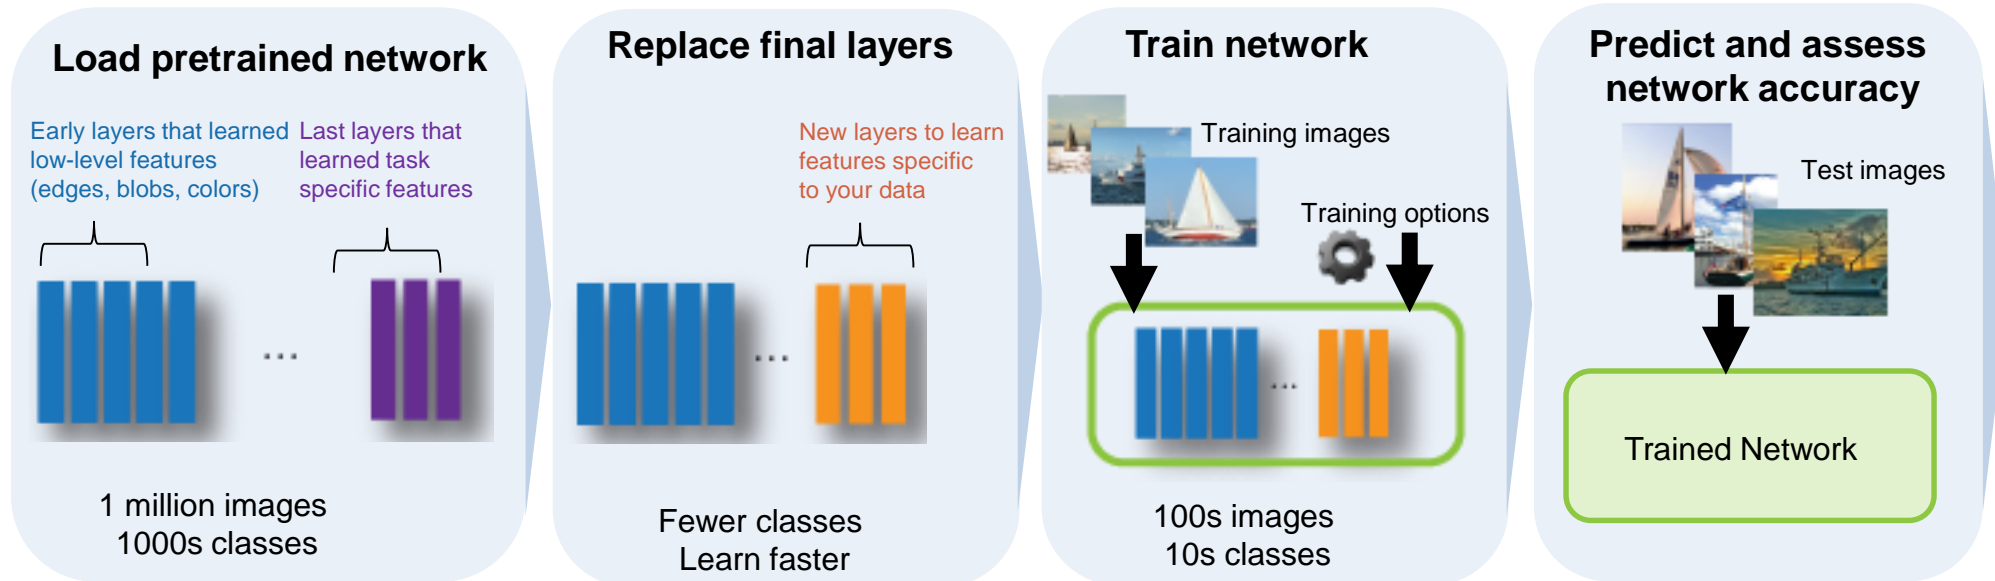 Load pretrained network
Early layers that learned
low-level features
(edges, blobs, colors)
Last layers that
learned task
specific features
...
1 million images
1000s classes
Replace final layers
New layers to learn
features specific
to your data
...
Fewer classes
Learn faster
Train network
Training images
Training options
...
100s images
10s classes
Predict and assess
network accuracy
Test images
Trained Network